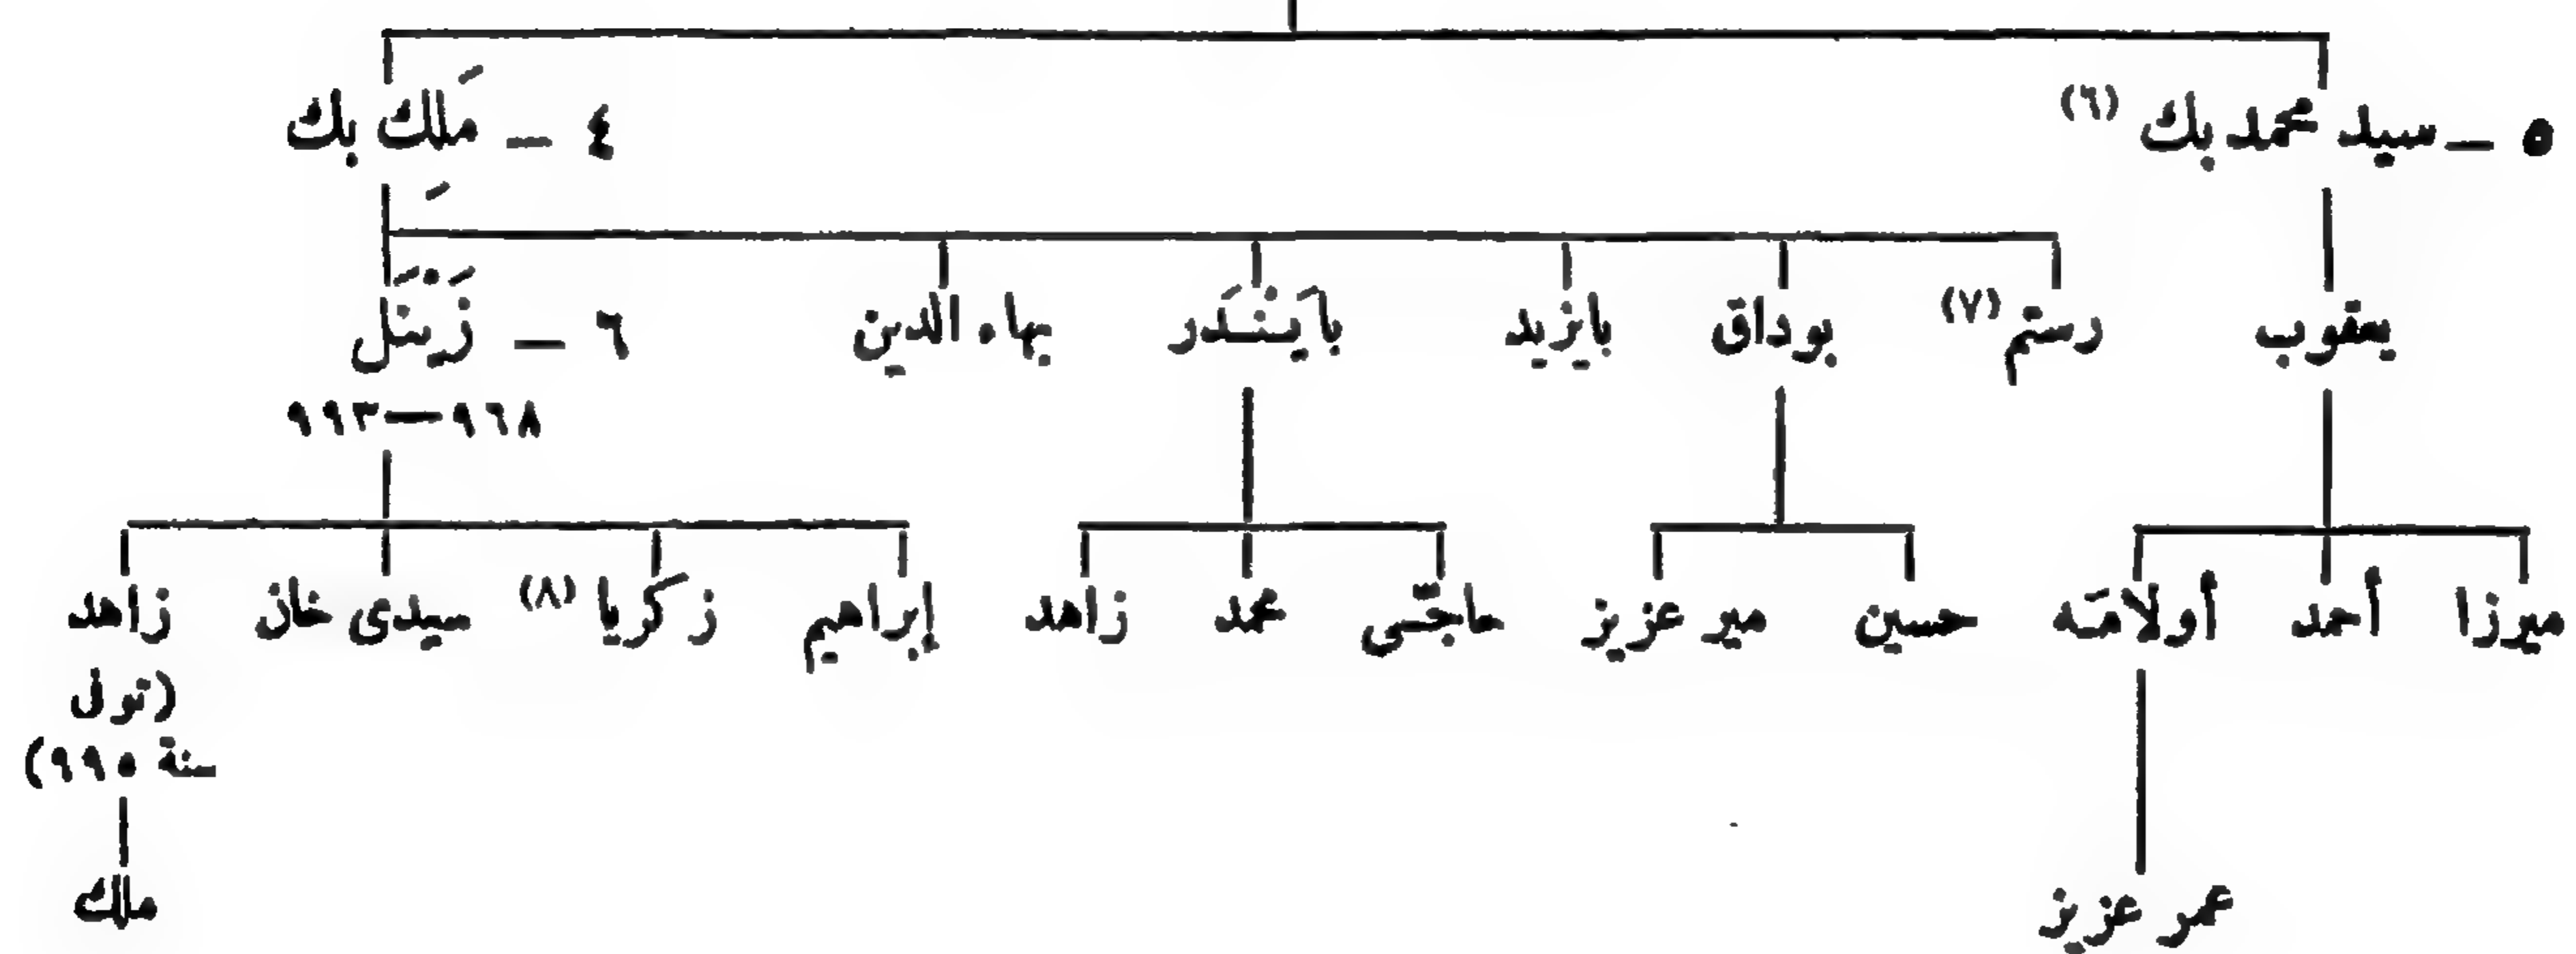 ٥ — سيد محمد بك (٦) ٤ — مَلِك بك
يعقوب رستم (٧) بوداق بايزيد بايَنْدَر بهاء الدين ٦ — زَيْنَل
٩٦٨—٩٩٣
ميرزا أحمد أولامَه حسين مير عزيز حاجّى محمد زاهد إبراهيم زكريا (٨) سيدى خان زاهد
(تولى
سنة ٩٩٥)
عمر عزيز ملك